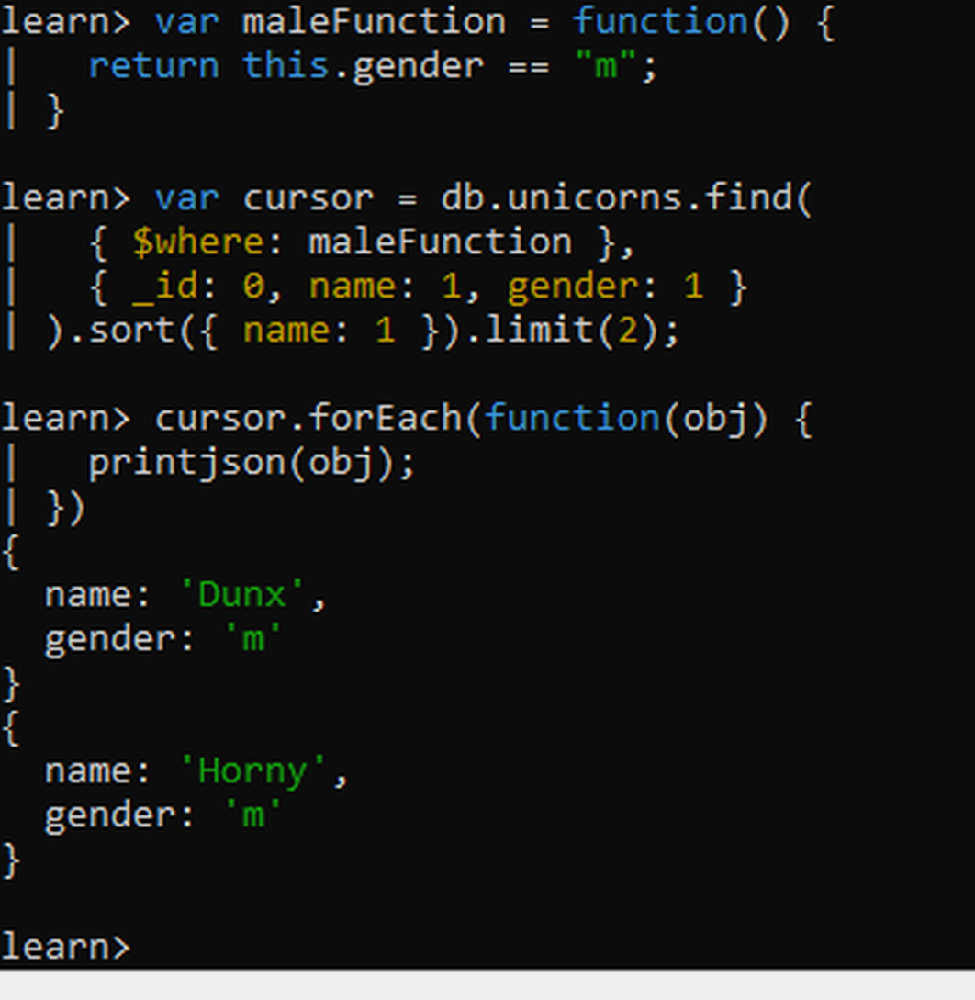 learn> var maleFunction = function() {
|   return this.gender == "m";
| }
learn> var cursor = db.unicorns.find(
|   { $where: maleFunction },
|   { _id: 0, name: 1, gender: 1 }
| ).sort({ name: 1 }).limit(2);
learn> cursor.forEach(function(obj) {
|   printjson(obj);
| })
{
  name: 'Dunx',
  gender: 'm'
}
{
  name: 'Horny',
  gender: 'm'
}
learn>